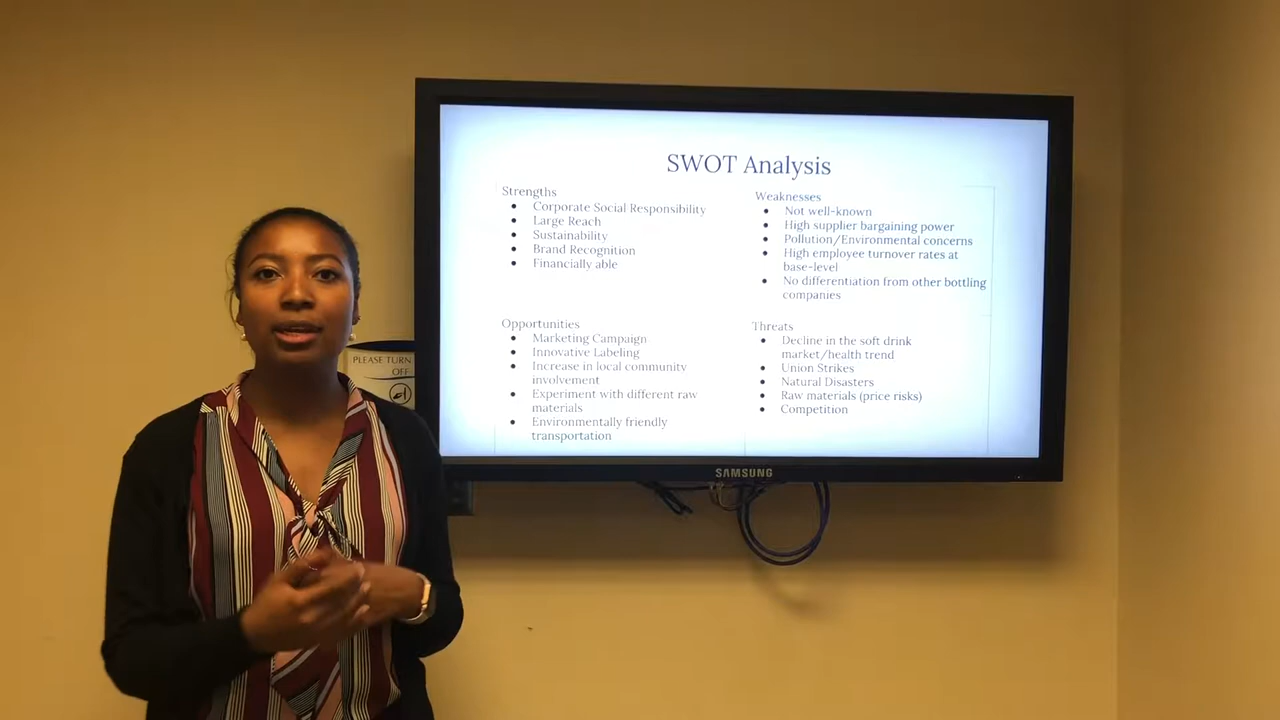 SWOT Analysis
Strengths
• Corporate Social Responsibility
• Large Reach
• Sustainability
• Brand Recognition
• Financially able
Weaknesses
• Not well-known
• High supplier bargaining power
• Pollution/Environmental concerns
• High employee turnover rates at
base-level
• No differentiation from other bottling
companies
Opportunities
• Marketing Campaign
• Innovative Labeling
• Increase in local community
involvement
• Experiment with different raw
materials
• Environmentally friendly
transportation
Threats
• Decline in the soft drink
market/health trend
• Union Strikes
• Natural Disasters
• Raw materials (price risks)
• Competition
PLEASE TURN
OFF
SAMSUNG